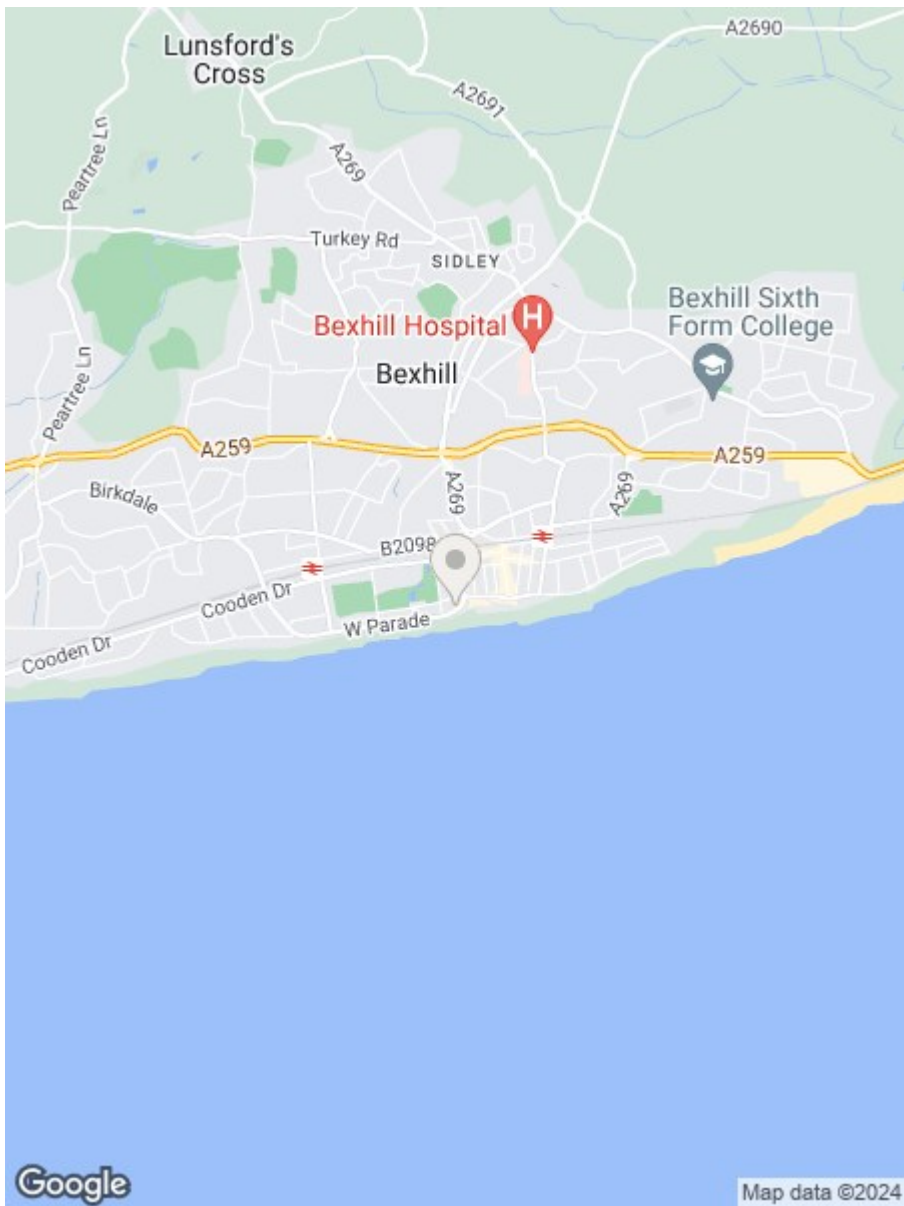 A2690
Lunsford's
Cross
A2691
A269
Peartree Ln
Turkey Rd
SIDLEY
Bexhill Sixth
Form College
Bexhill Hospital
H
Bexhill
Peartree Ln
A259
A259
Birkdale
A269
A269
B2098
Cooden Dr
W Parade
Cooden Dr
Google
Map data ©2024